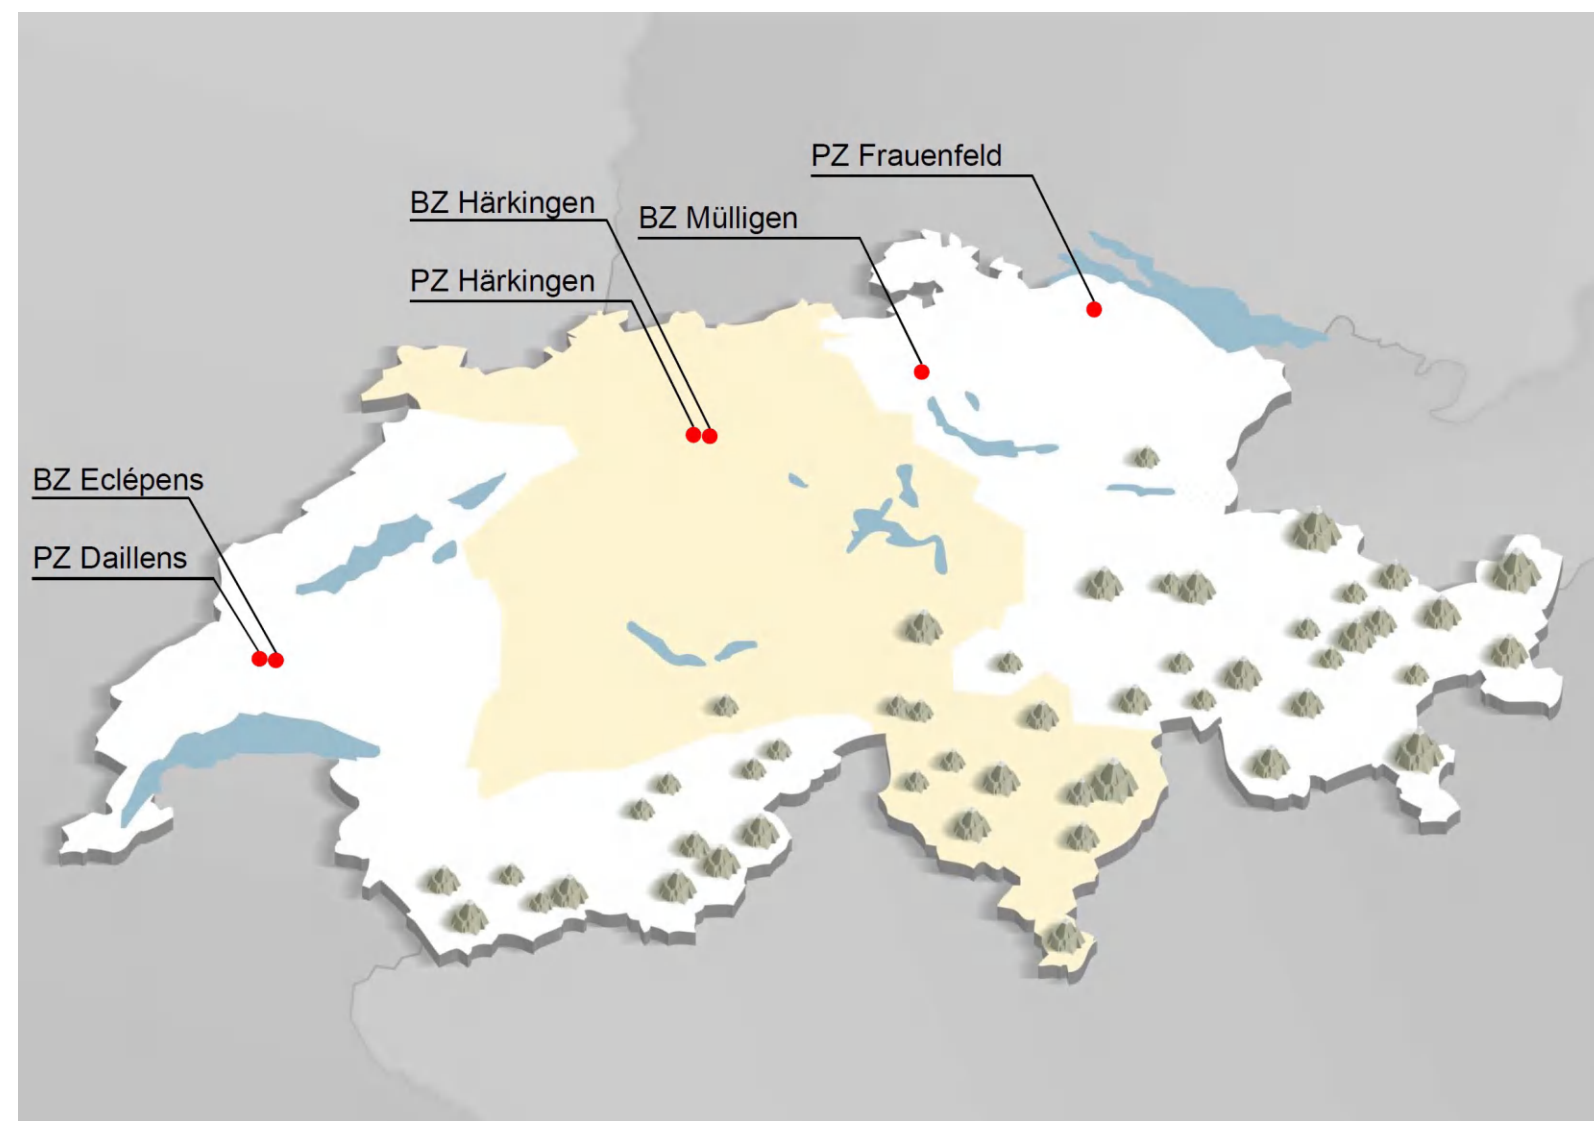 PZ Frauenfeld
BZ Härkingen
BZ Mülligen
PZ Härkingen
BZ Eclépens
PZ Daillens